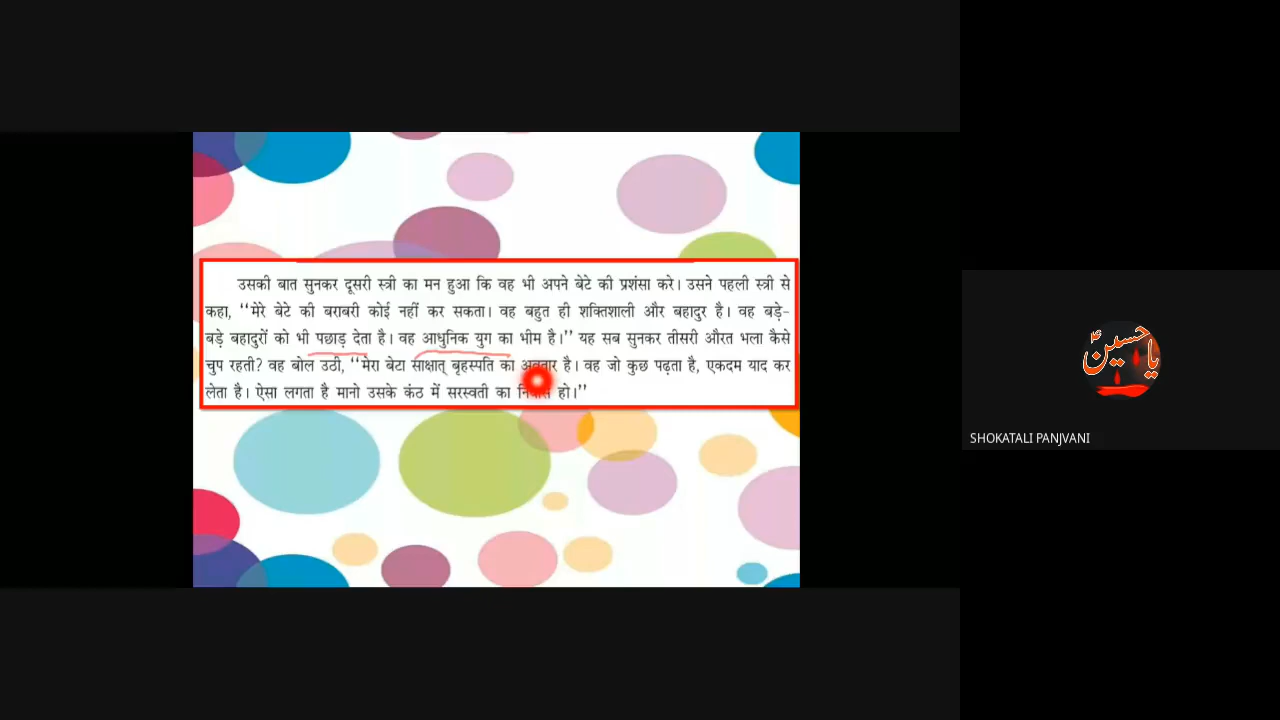 उसकी बात सुनकर दूसरी स्त्री का मन हुआ कि वह भी अपने बेटे की प्रशंसा करे। उसने पहली स्त्री से
कहा, ‘‘मेरे बेटे की बराबरी कोई नहीं कर सकता। वह बहुत ही शक्तिशाली और बहादुर है। वह बड़े-
बड़े बहादुरों को भी पछाड़ देता है। वह आधुनिक युग का भीम है।’’ यह सब सुनकर तीसरी औरत भला कैसे
चुप रहती? वह बोल उठी, ‘‘मेरा बेटा साक्षात् बृहस्पति का अवतार है। वह जो कुछ पढ़ता है, एकदम याद कर
लेता है। ऐसा लगता है मानो उसके कंठ में सरस्वती का निवास हो।’’
یا حسینؑ
SHOKATALI PANJVANI